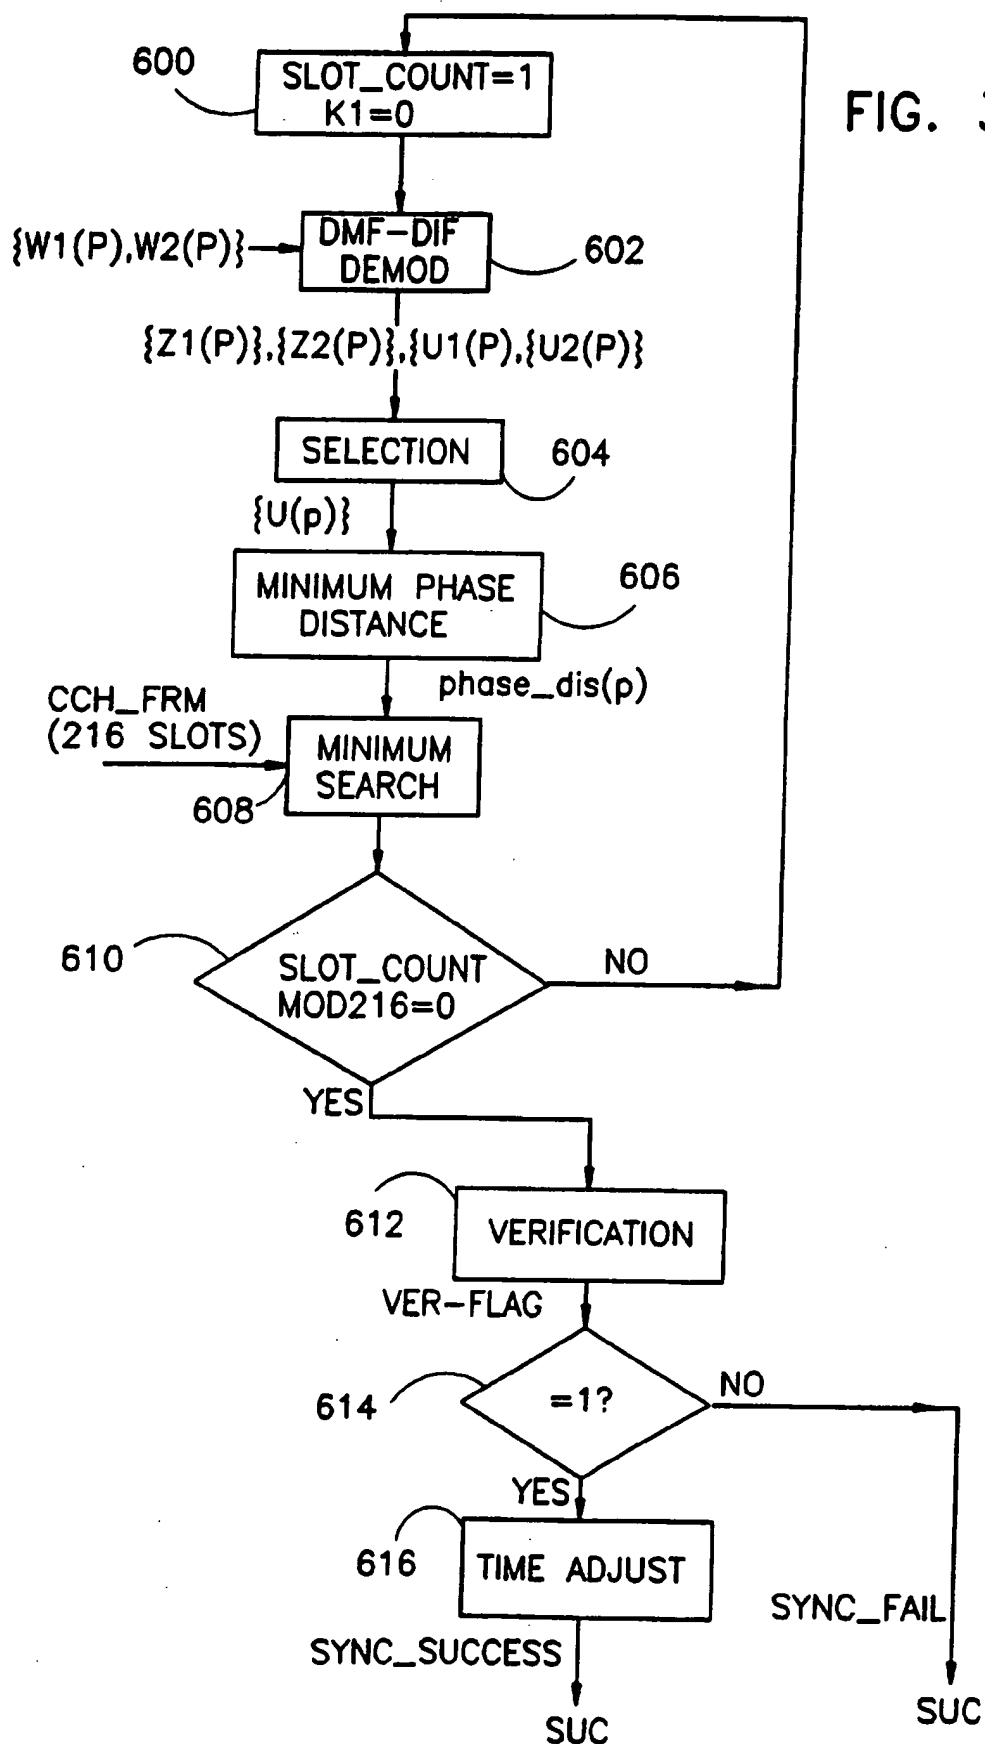 600
SLOT_COUNT=1
K1=0
FIG. 3
{W1(P),W2(P)}
DMF-DIF
DEMOD
602
{Z1(P)},{Z2(P)},{U1(P),{U2(P)}
SELECTION
604
{U(p)}
MINIMUM PHASE
DISTANCE
606
phase_dis(p)
CCH_FRM
(216 SLOTS)
MINIMUM
SEARCH
608
610
SLOT_COUNT
MOD216=0
NO
YES
612
VERIFICATION
VER-FLAG
614
=1?
NO
YES
616
TIME ADJUST
SYNC_FAIL
SYNC_SUCCESS
SUC
SUC